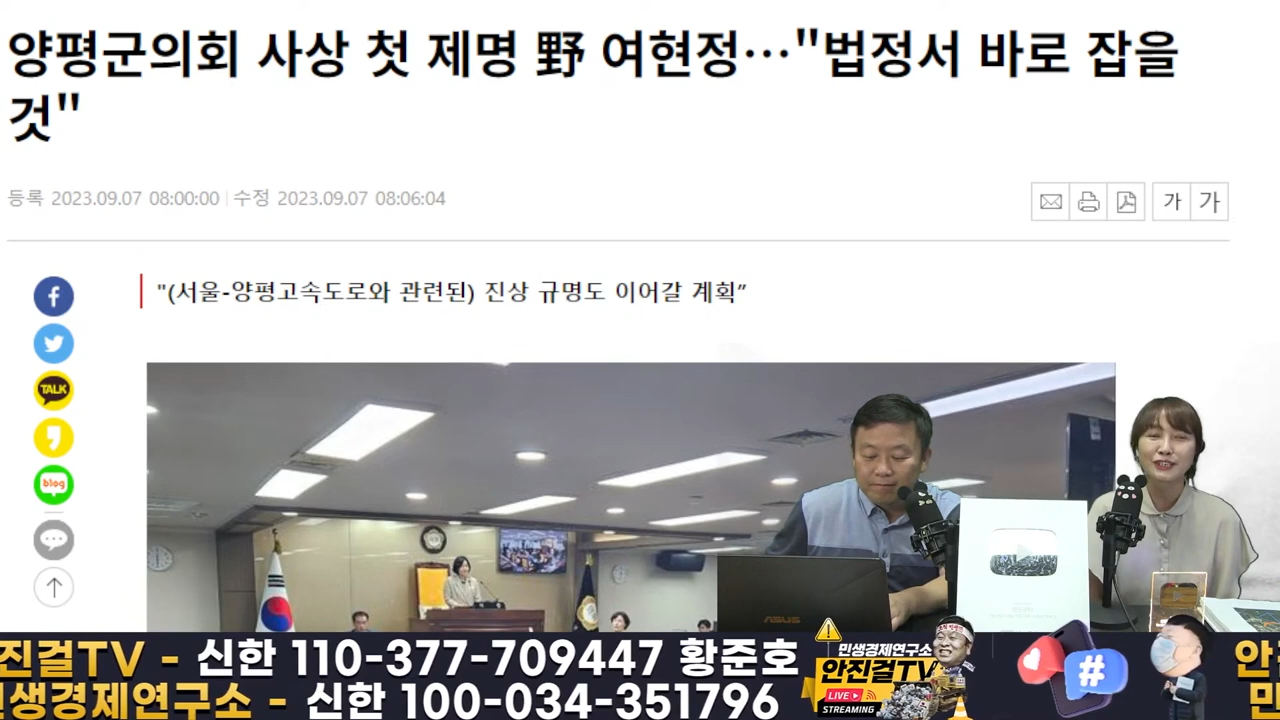 양평군의회 사상 첫 제명 野 여현정…"법정서 바로 잡을
것"
등록 2023.09.07 08:00:00 | 수정 2023.09.07 08:06:04
가 가
"(서울-양평고속도로와 관련된) 진상 규명도 이어갈 계획”
f
TALK
blog
ASUS
진걸TV - 신한 110-377-709447 황준호
민생경제연구소 - 신한 100-034-351796
민생경제연구소
안진걸TV
LIVE
STREAMING
#
안
민